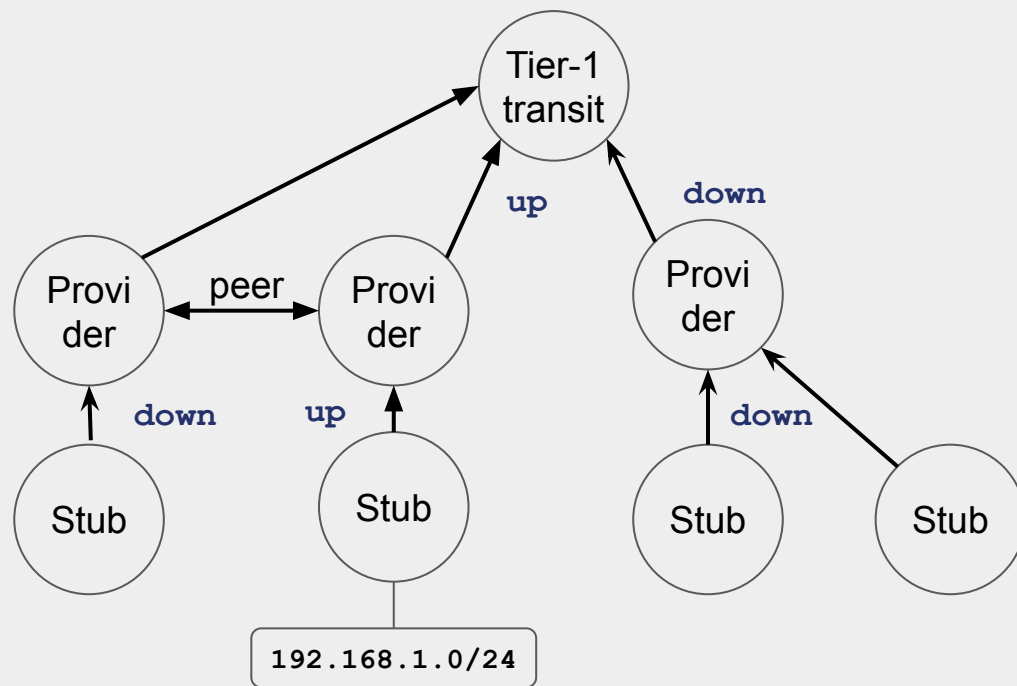 Tier-1
transit
up
down
Provi
der
peer
Provi
der
Provi
der
down
up
down
Stub
Stub
Stub
Stub
192.168.1.0/24